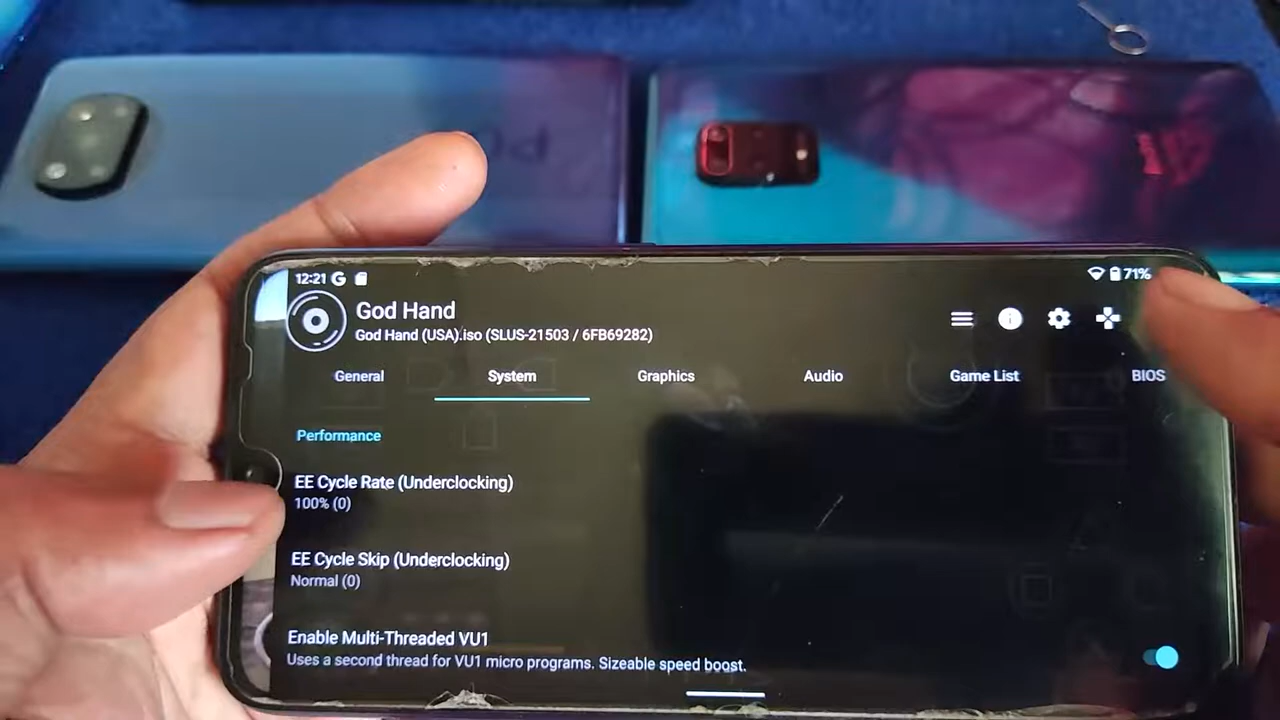 12:21
71%
God Hand
God Hand (USA).iso (SLUS-21503 / 6FB69282)
General
System
Graphics
Audio
Game List
BIOS
Performance
EE Cycle Rate (Underclocking)
100% (0)
EE Cycle Skip (Underclocking)
Normal (0)
Enable Multi-Threaded VU1
Uses a second thread for VU1 micro programs. Sizeable speed boost.